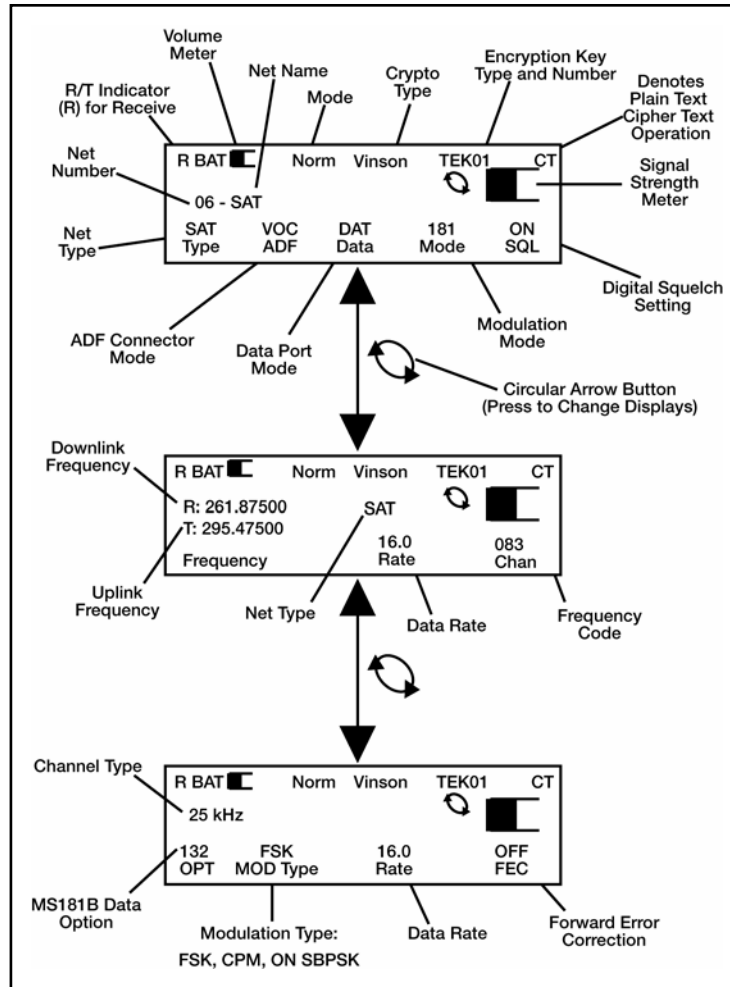 Volume
Meter
Net Name
Mode
Crypto
Type
Encryption Key
Type and Number
Denotes
Plain Text
Cipher Text
Operation
R/T Indicator
(R) for Receive
Net
Number
Net
Type
R BAT Norm Vinson TEK01 CT
06 - SAT
SAT VOC DAT 181 ON
Type ADF Data Mode SQL
Signal
Strength
Meter
Digital Squelch
Setting
ADF Connector
Mode
Data Port
Mode
Modulation
Mode
Circular Arrow Button
(Press to Change Displays)
Downlink
Frequency
R BAT Norm Vinson TEK01 CT
R: 261.87500 SAT
T: 295.47500
16.0 083
Frequency Rate Chan
Uplink
Frequency
Net Type
Data Rate
Frequency
Code
Channel Type
R BAT Norm Vinson TEK01 CT
25 kHz
132 FSK 16.0 OFF
OPT MOD Type Rate FEC
MS181B Data
Option
Modulation Type:
FSK, CPM, ON SBPSK
Data Rate
Forward Error
Correction